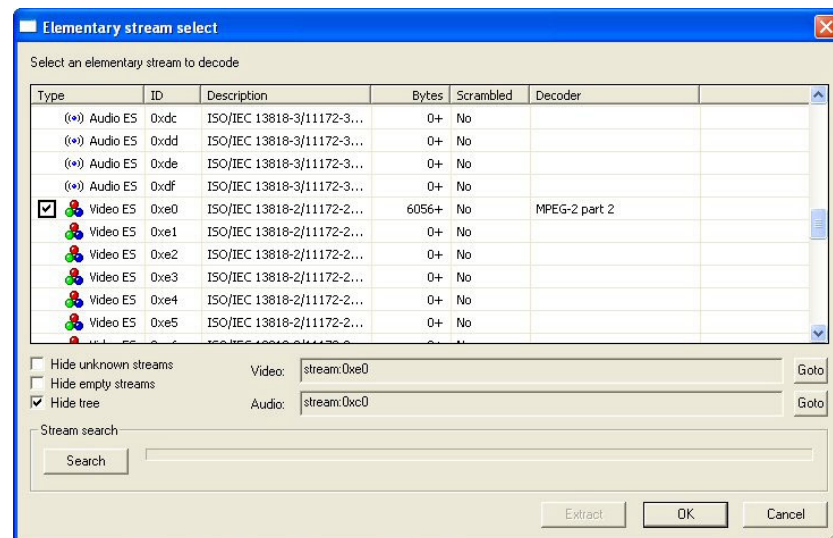 Elementary stream select
Select an elementary stream to decode
Type ID Description Bytes Scrambled Decoder
Audio ES 0xdc ISO/IEC 13818-3/11172-3... 0+ No
Audio ES 0xdd ISO/IEC 13818-3/11172-3... 0+ No
Audio ES 0xde ISO/IEC 13818-3/11172-3... 0+ No
Audio ES 0xdf ISO/IEC 13818-3/11172-3... 0+ No
Video ES 0xe0 ISO/IEC 13818-2/11172-2... 6056+ No MPEG-2 part 2
Video ES 0xe1 ISO/IEC 13818-2/11172-2... 0+ No
Video ES 0xe2 ISO/IEC 13818-2/11172-2... 0+ No
Video ES 0xe3 ISO/IEC 13818-2/11172-2... 0+ No
Video ES 0xe4 ISO/IEC 13818-2/11172-2... 0+ No
Video ES 0xe5 ISO/IEC 13818-2/11172-2... 0+ No
Hide unknown streams
Hide empty streams
Hide tree
Video: stream:0xe0 Goto
Audio: stream:0xc0 Goto
Stream search
Search
Extract OK Cancel